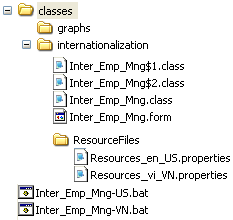 classes
graphs
internationalization
Inter_Emp_Mng$1.class
Inter_Emp_Mng$2.class
Inter_Emp_Mng.class
Inter_Emp_Mng.form
ResourceFiles
Resources_en_US.properties
Resources_vi_VN.properties
Inter_Emp_Mng-US.bat
Inter_Emp_Mng-VN.bat